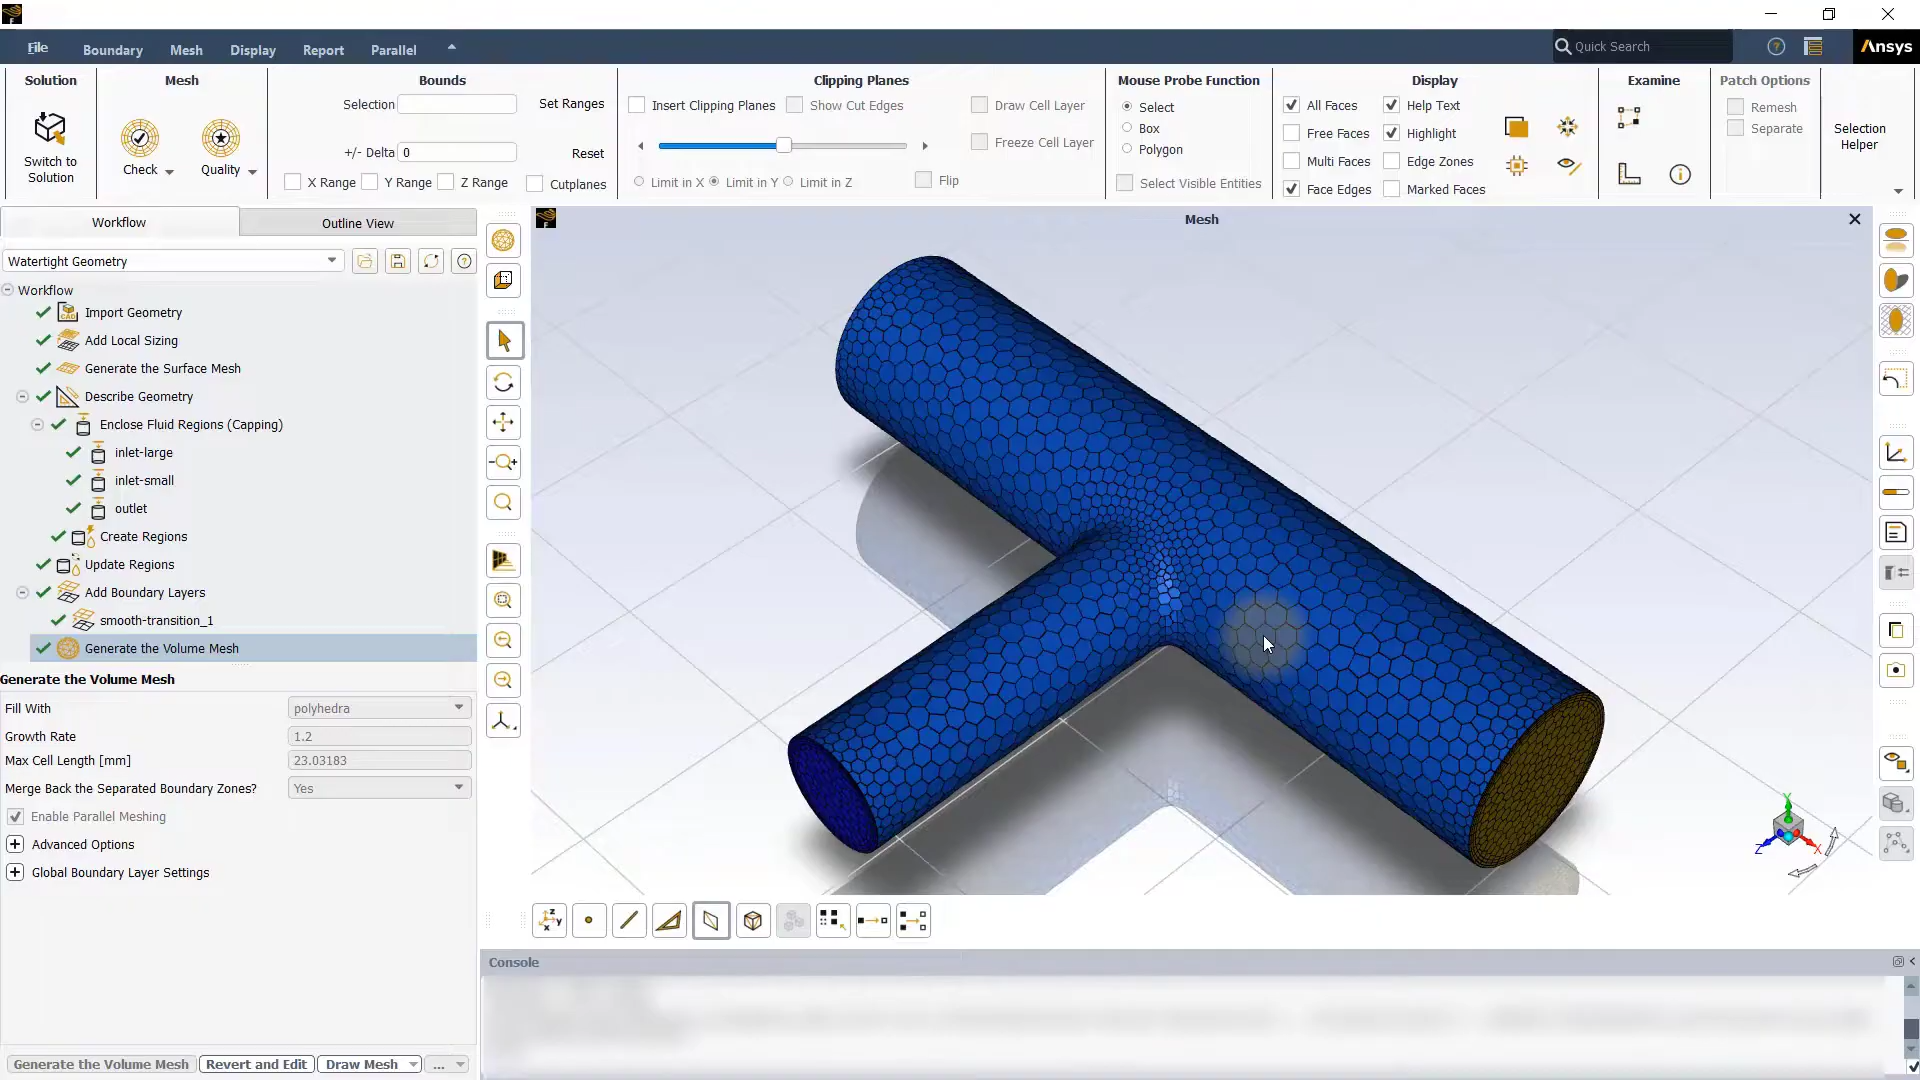 File Boundary Mesh Display Report Parallel
Quick Search
Ansys
Solution
Switch to
Solution
Mesh
Check
Quality
Bounds
Selection
Set Ranges
+/- Delta 0
Reset
X Range Y Range Z Range Cutplanes
Clipping Planes
Insert Clipping Planes Show Cut Edges Draw Cell Layer
Freeze Cell Layer
Limit in X Limit in Y Limit in Z Flip
Mouse Probe Function
Select
Box
Polygon
Select Visible Entities
Display
All Faces Help Text
Free Faces Highlight
Multi Faces Edge Zones
Face Edges Marked Faces
Examine
Patch Options
Remesh
Separate
Selection
Helper
Workflow Outline View
Watertight Geometry
Workflow
Import Geometry
Add Local Sizing
Generate the Surface Mesh
Describe Geometry
Enclose Fluid Regions (Capping)
inlet-large
inlet-small
outlet
Create Regions
Update Regions
Add Boundary Layers
smooth-transition_1
Generate the Volume Mesh
Generate the Volume Mesh
Fill With polyhedra
Growth Rate 1.2
Max Cell Length [mm] 23.03183
Merge Back the Separated Boundary Zones? Yes
Enable Parallel Meshing
Advanced Options
Global Boundary Layer Settings
Generate the Volume Mesh Revert and Edit Draw Mesh ...
Mesh
Y
Z X
Console